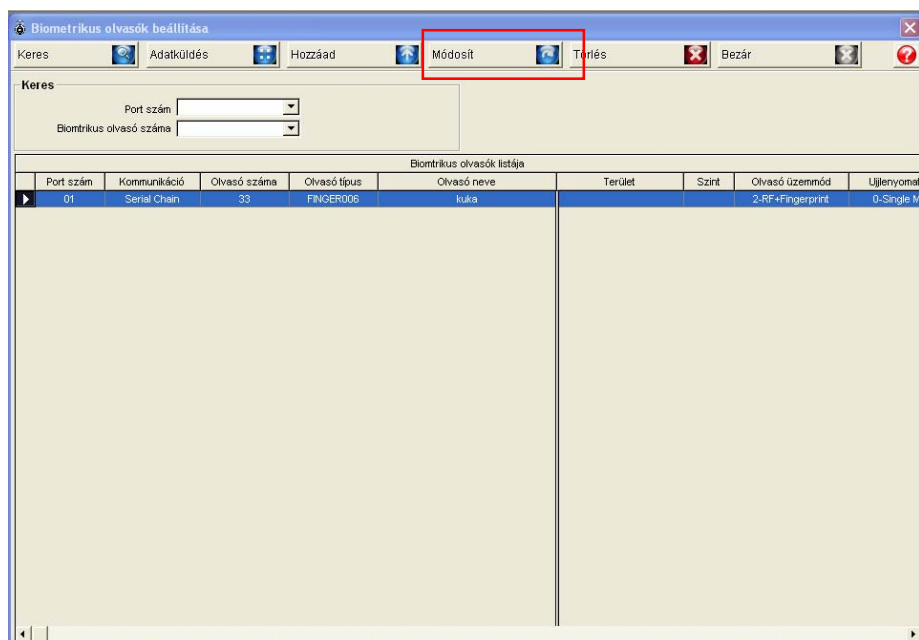 Biometrikus olvasók beállítása
Keres Adatküldés Hozzáad Módosít Törlés Bezár ?
Keres
Port szám
Biomtrikus olvasó száma
Biomtrikus olvasók listája
Port szám Kommunikáció Olvasó száma Olvasó típus Olvasó neve Terület Szint Olvasó üzemmód Ujjlenyomat
01 Serial Chain 33 FINGER006 kuka 2-RF+Fingerprint 0-Single M